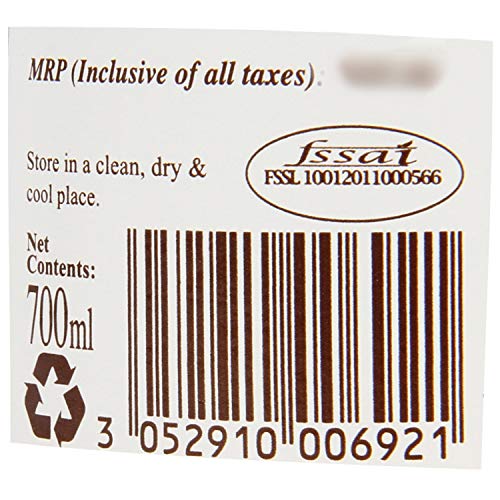 MRP (Inclusive of all taxes):
Store in a clean, dry &
cool place.
fssai
FSSL 10012011000566
Net
Contents:
700ml
3 052910 006921